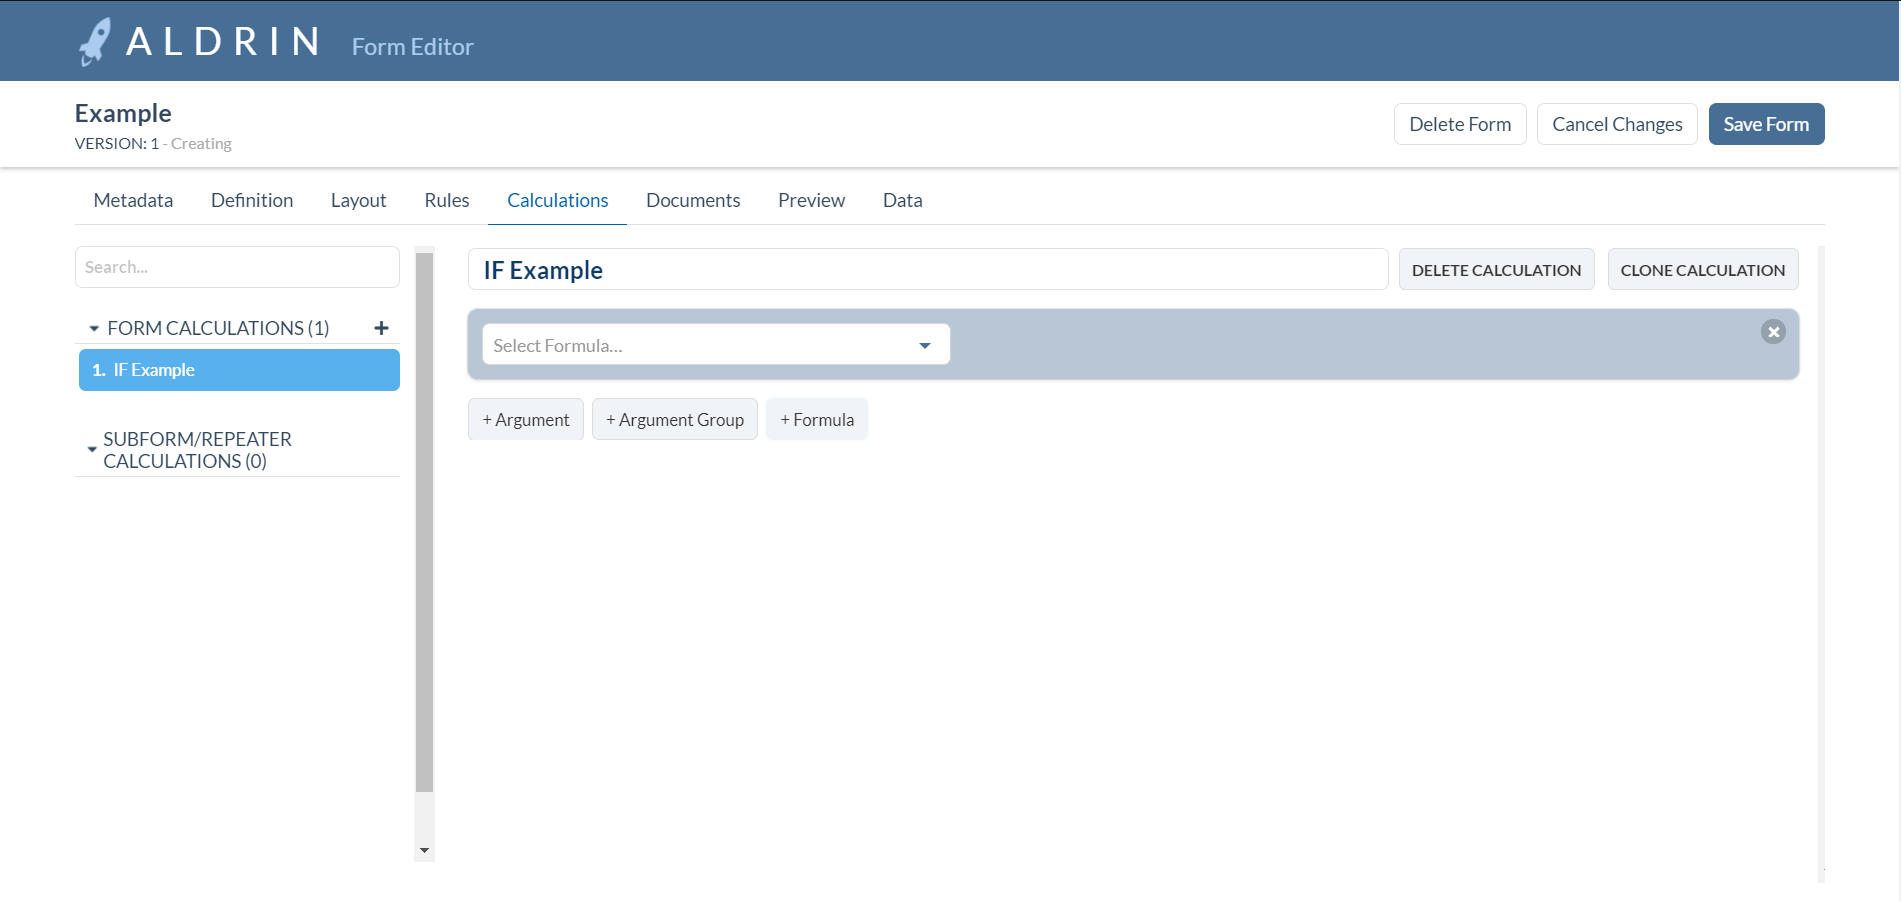 ALDRIN Form Editor
Example
VERSION: 1 - Creating
Delete Form
Cancel Changes
Save Form
Metadata
Definition
Layout
Rules
Calculations
Documents
Preview
Data
Search...
FORM CALCULATIONS (1)
1. IF Example
SUBFORM/REPEATER
CALCULATIONS (0)
IF Example
DELETE CALCULATION
CLONE CALCULATION
Select Formula...
+ Argument
+ Argument Group
+ Formula